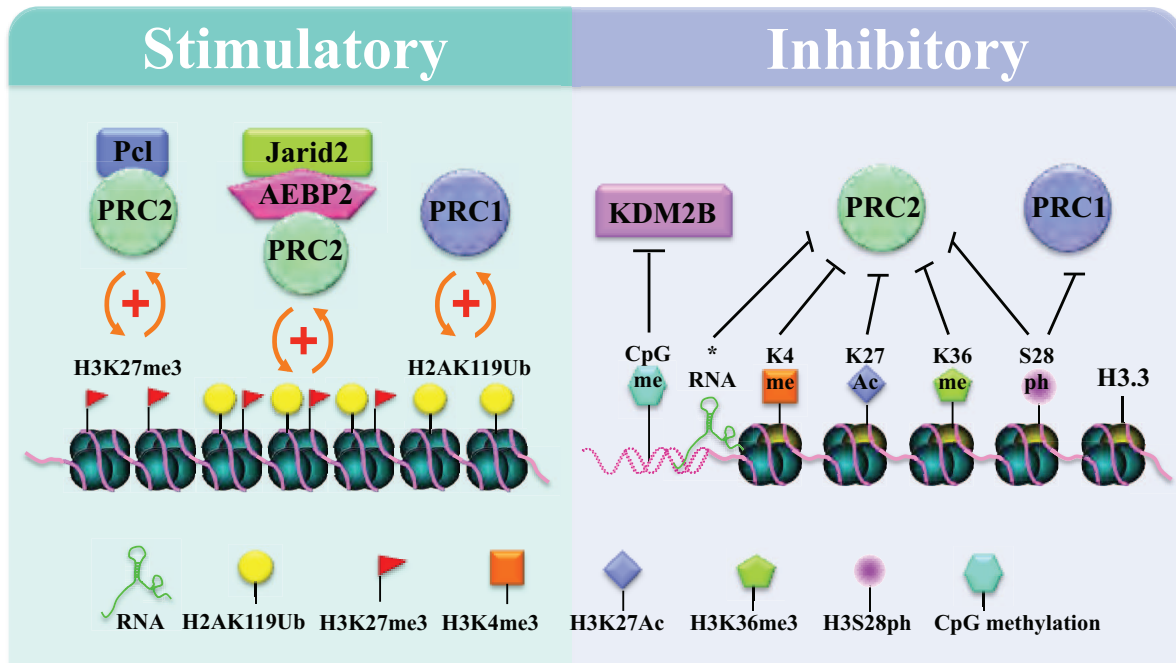 Stimulatory
Inhibitory
Pcl
PRC2
Jarid2
AEBP2
PRC2
PRC1
H3K27me3
H2AK119Ub
KDM2B
PRC2
PRC1
CpG
me
*
RNA
K4
me
K27
Ac
K36
me
S28
ph
H3.3
RNA
H2AK119Ub
H3K27me3
H3K4me3
H3K27Ac
H3K36me3
H3S28ph
CpG methylation